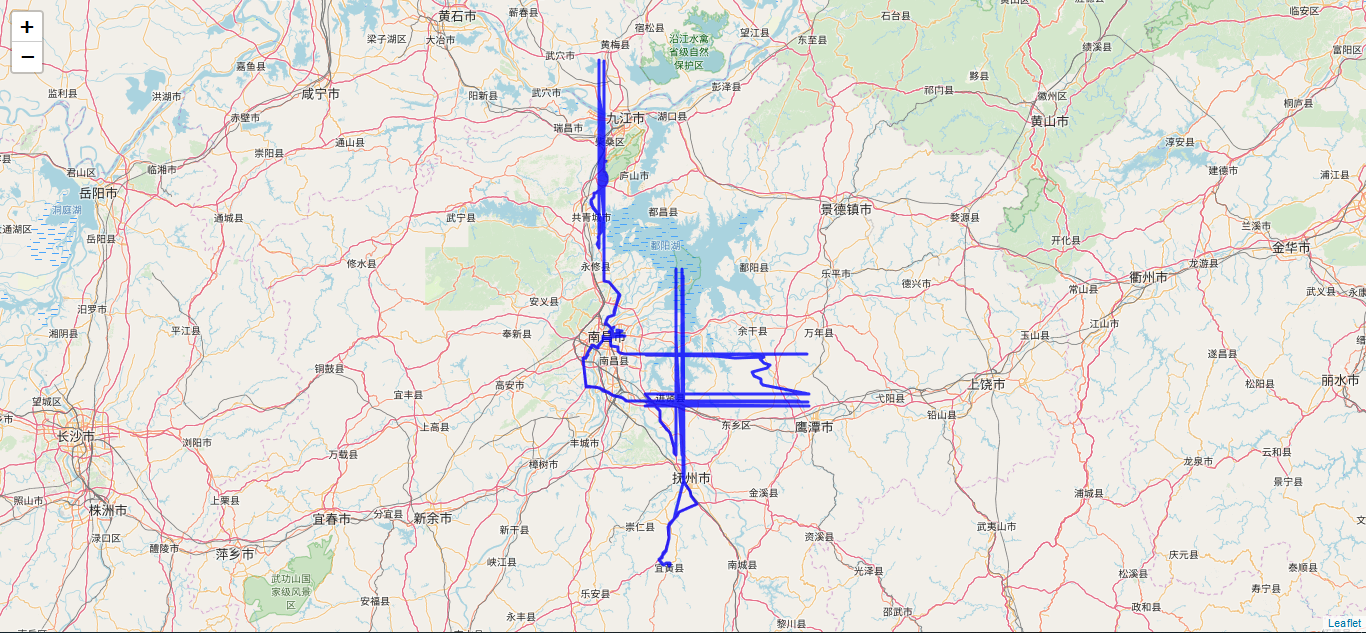 +
−
黄石市
蕲春县
宿松县
望江县
石台县
临安区
梁子湖区
大冶市
武穴市
黄梅县
沿江水禽
省级自然
保护区
东至县
绩溪县
富阳区
嘉鱼县
监利县
洪湖市
咸宁市
阳新县
武穴市
彭泽县
黟县
祁门县
徽州区
桐庐县
赤壁市
瑞昌市
九江市
湖口县
黄山市
崇阳县
通山县
淳安县
临湘市
君山区
庐山市
建德市
浦江县
岳阳市
洞庭湖
通城县
武宁县
共青城市
都昌县
景德镇市
婺源县
兰溪市
岳阳县
鄱阳湖
开化县
金华市
修水县
永修县
鄱阳县
乐平市
德兴市
衢州市
龙游县
常山县
武义县
汨罗市
安义县
湘阴县
平江县
奉新县
南昌市
余干县
万年县
玉山县
江山市
南昌县
遂昌县
铜鼓县
高安市
上饶市
松阳县
丽水市
望城区
宜丰县
弋阳县
铅山县
长沙市
浏阳市
上高县
丰城市
东乡区
鹰潭市
万载县
樟树市
抚州市
龙泉市
云和县
景宁县
照山市
株洲市
上栗县
宜春市
分宜县
新余市
新干县
崇仁县
金溪县
资溪县
武夷山市
浦城县
渌口区
醴陵市
萍乡市
峡江县
宜黄县
南城县
光泽县
松溪县
庆元县
泰顺县
武功山国
家级风景
区
安福县
乐安县
永丰县
黎川县
邵武市
政和县
寿宁县
Leaflet